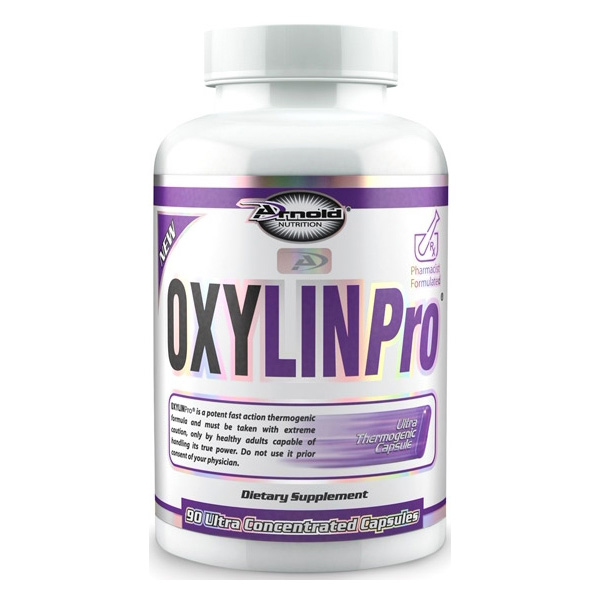 Arnold®
NUTRITION
NEW
Rx
Pharmacist
Formulated
OXYLINPro®
OXYLINPro® is a potent fast action thermogenic
formula and must be taken with extreme
caution, only by healthy adults capable of
handling its true power. Do not use it prior
consent of your physician.
Ultra
Thermogenic
Capsule
Dietary Supplement
90 Ultra Concentrated Capsules